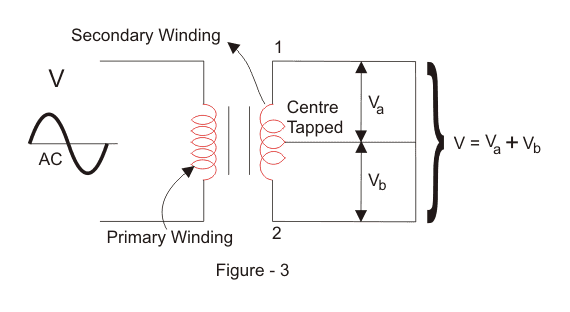 Secondary Winding
1
V
Centre
Tapped
Va
V = Va + Vb
AC
Vb
Primary Winding
2
Figure - 3